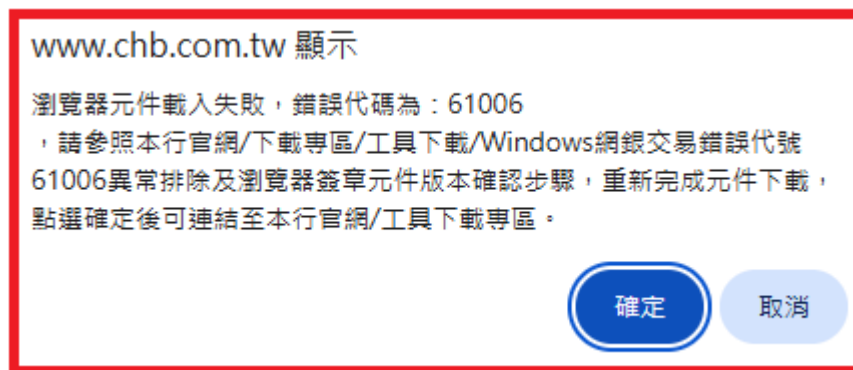 www.chb.com.tw 顯示
瀏覽器元件載入失敗，錯誤代碼為：61006
，請參照本行官網/下載專區/工具下載/Windows網銀交易錯誤代號
61006異常排除及瀏覽器簽章元件版本確認步驟，重新完成元件下載，
點選確定後可連結至本行官網/工具下載專區。
確定
取消